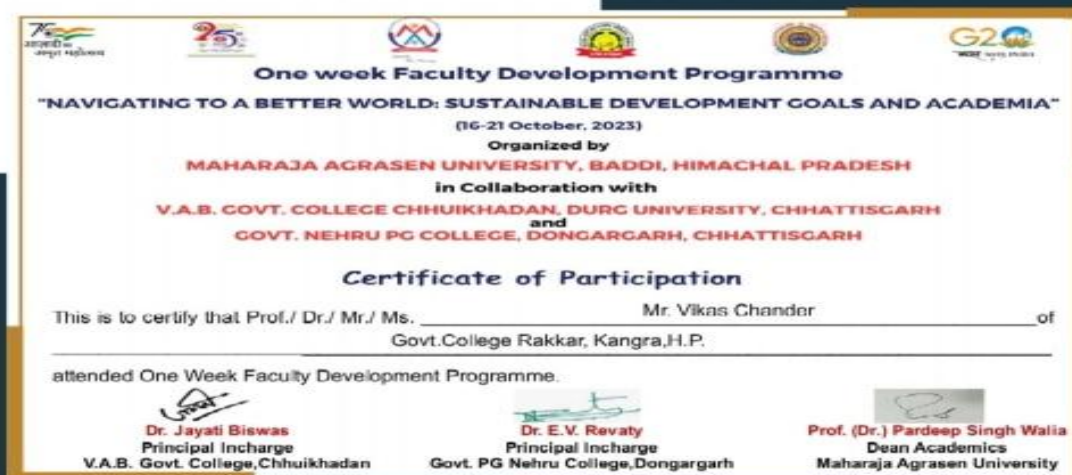 आज़ादी का
अमृत महोत्सव
G20
One week Faculty Development Programme
"NAVIGATING TO A BETTER WORLD: SUSTAINABLE DEVELOPMENT GOALS AND ACADEMIA"
(16-21 October, 2023)
Organized by
MAHARAJA AGRASEN UNIVERSITY, BADDI, HIMACHAL PRADESH
in Collaboration with
V.A.B. GOVT. COLLEGE CHHUIKHADAN, DURG UNIVERSITY, CHHATTISGARH
and
GOVT. NEHRU PG COLLEGE, DONGARGARH, CHHATTISGARH
Certificate of Participation
This is to certify that Prof./ Dr./ Mr./ Ms. Mr. Vikas Chander of
Govt.College Rakkar, Kangra,H.P.
attended One Week Faculty Development Programme.
Dr. Jayati Biswas Dr. E.V. Revaty Prof. (Dr.) Pardeep Singh Walia
Principal Incharge Principal Incharge Dean Academics
V.A.B. Govt. College,Chhuikhadan Govt. PG Nehru College,Dongargarh Maharaja Agrasen University